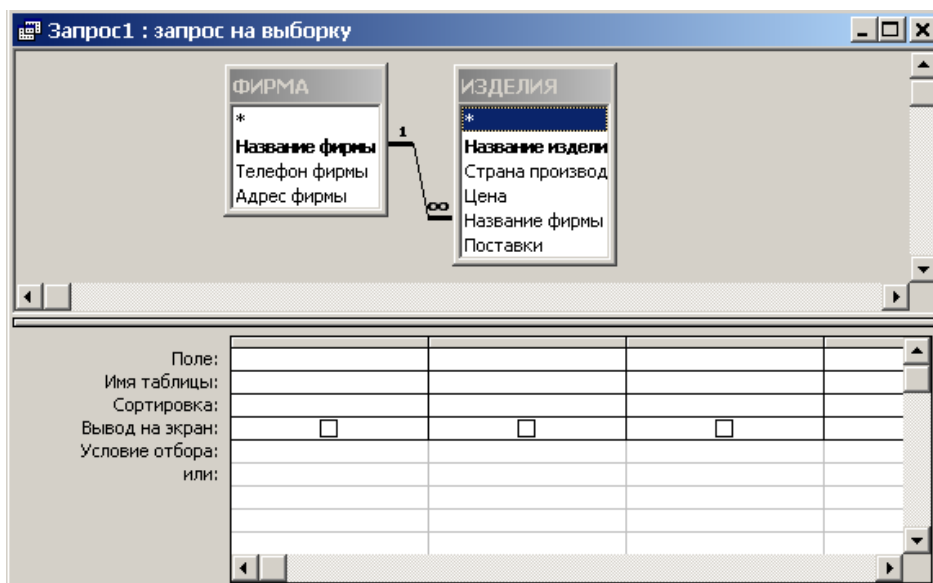 Запрос1 : запрос на выборку
ФИРМА
*
Название фирмы
Телефон фирмы
Адрес фирмы
1
∞
ИЗДЕЛИЯ
*
Название издели
Страна производ
Цена
Название фирмы
Поставки
Поле:
Имя таблицы:
Сортировка:
Вывод на экран:
Условие отбора:
или: